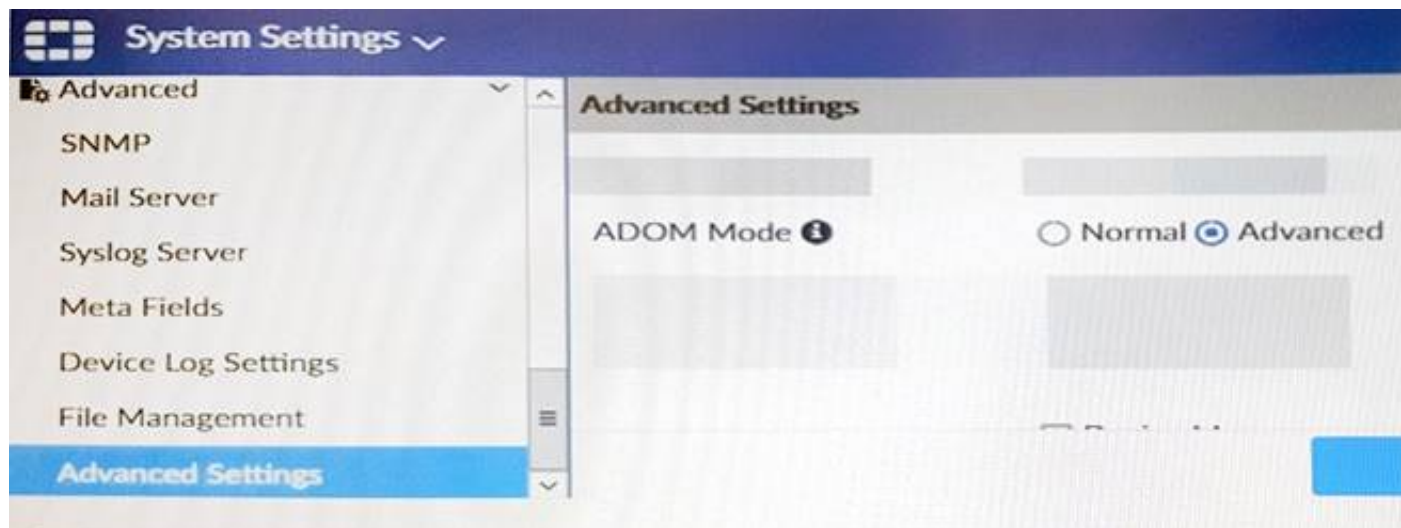 System Settings
Advanced
SNMP
Mail Server
Syslog Server
Meta Fields
Device Log Settings
File Management
Advanced Settings
Advanced Settings
ADOM Mode
Normal Advanced